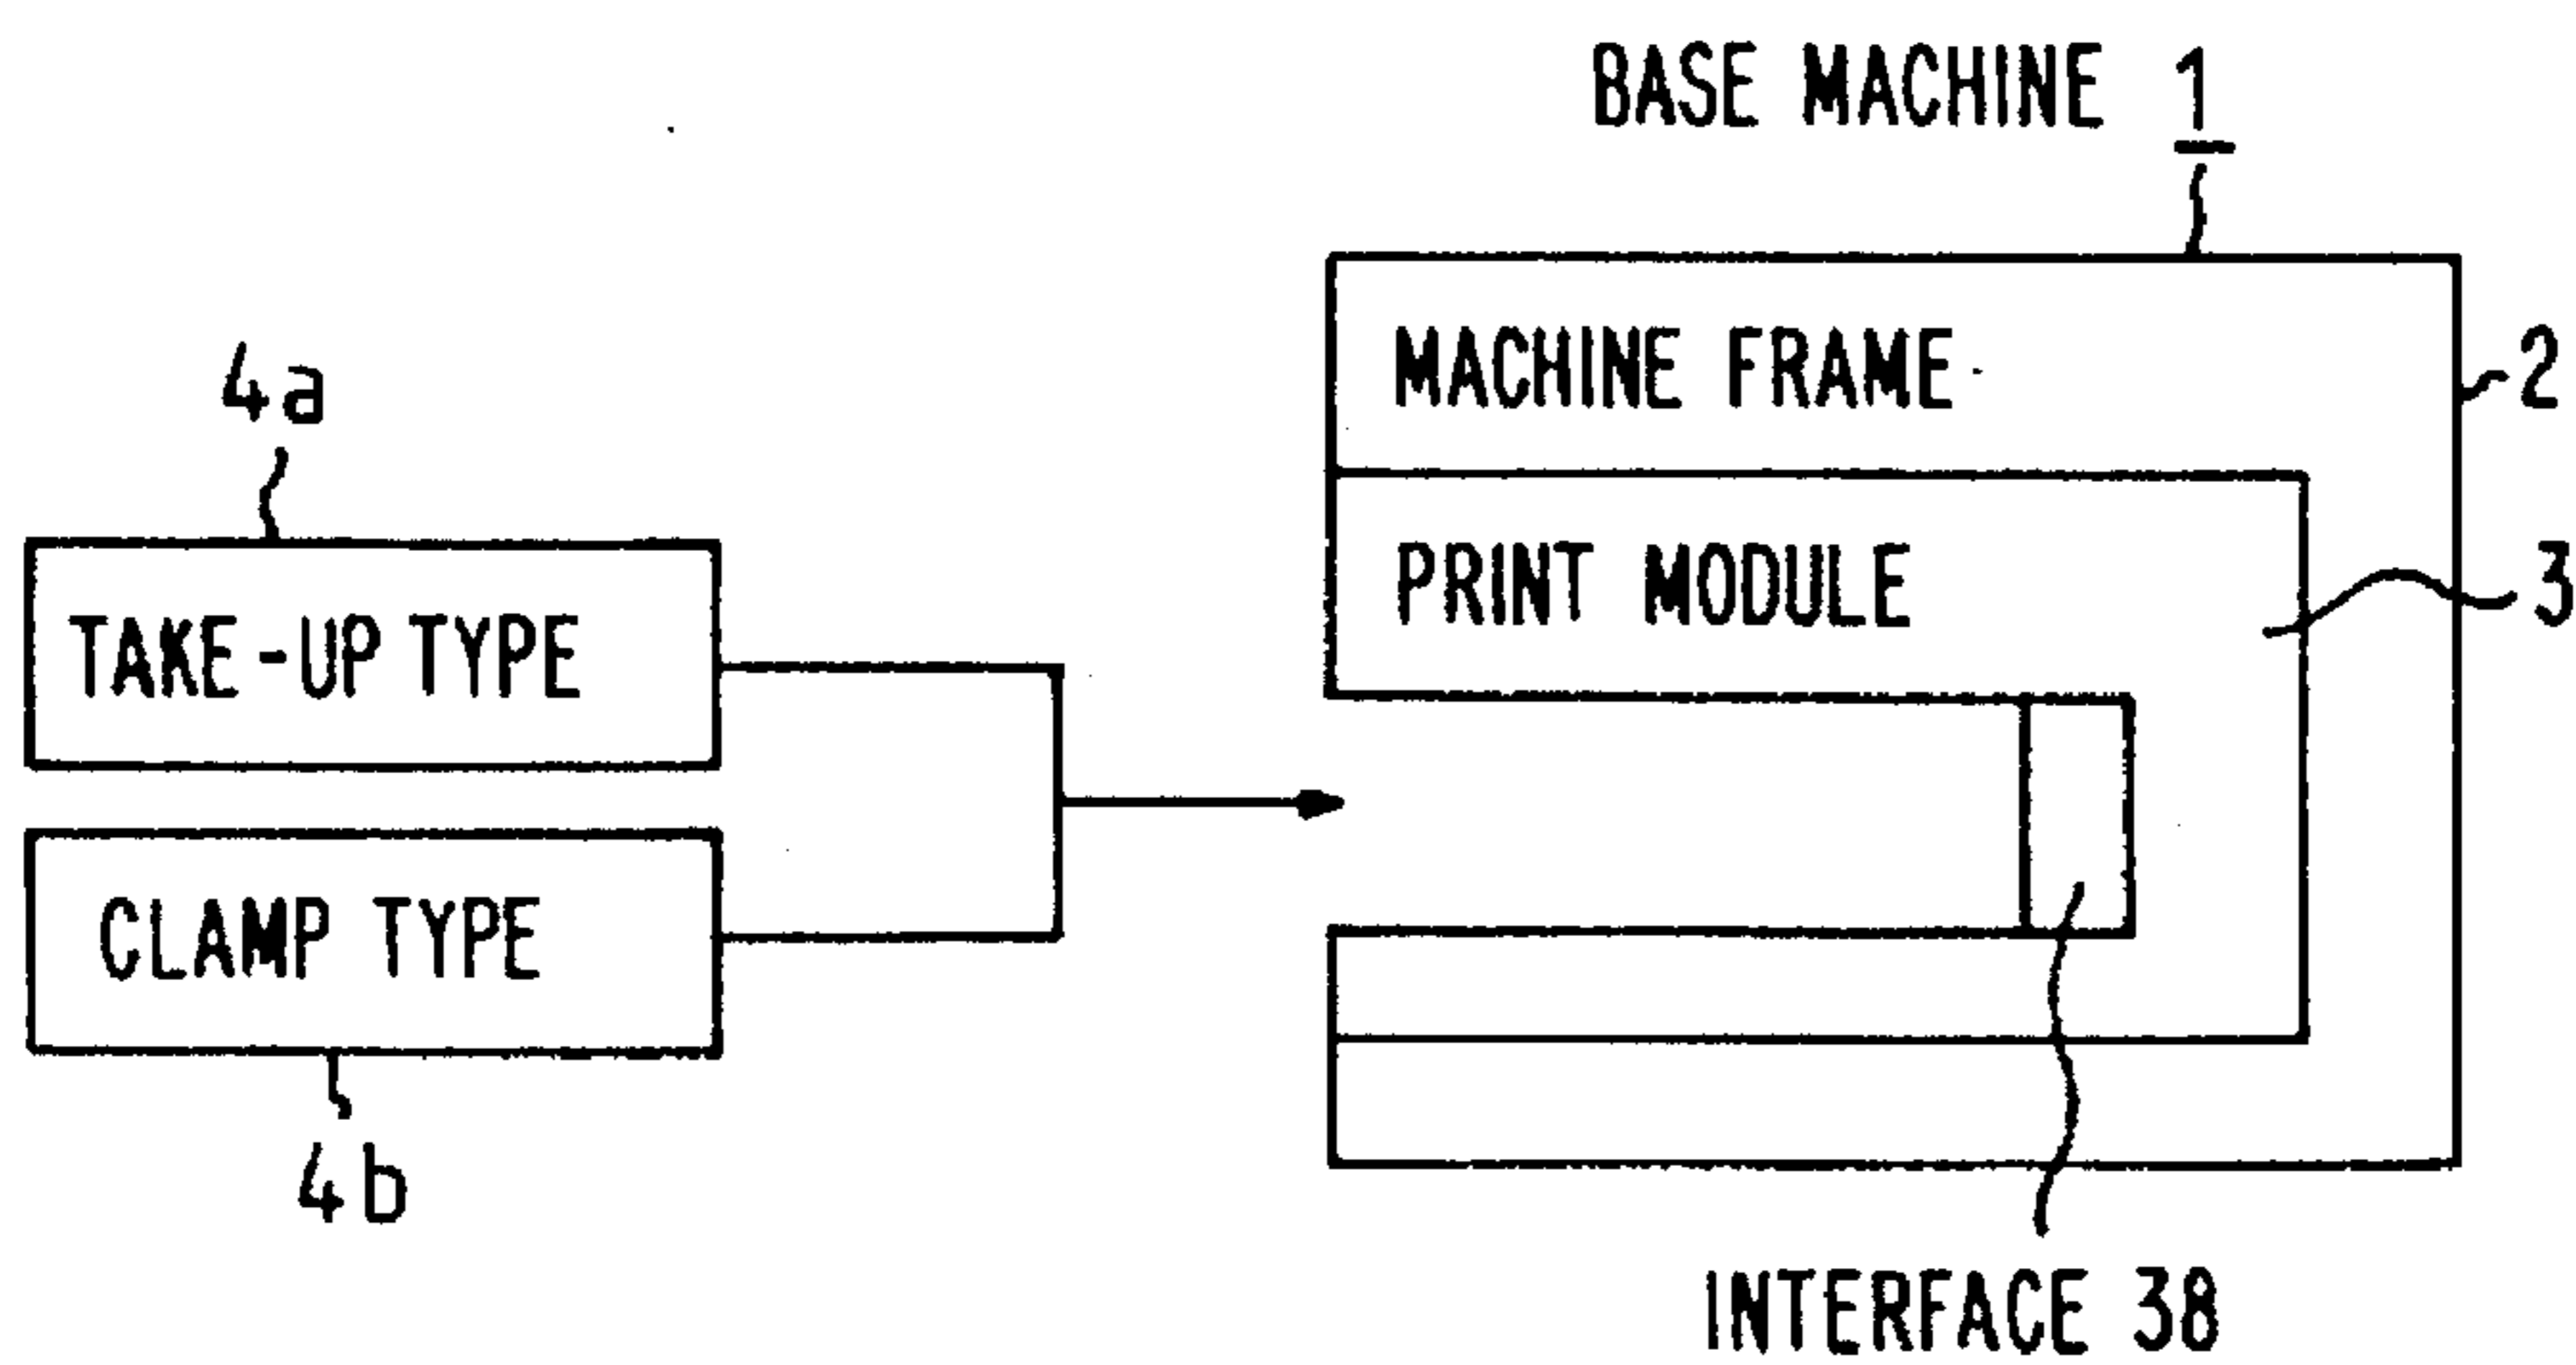 BASE MACHINE 1
MACHINE FRAME
2
4a
PRINT MODULE
3
TAKE-UP TYPE
CLAMP TYPE
4b
INTERFACE 38